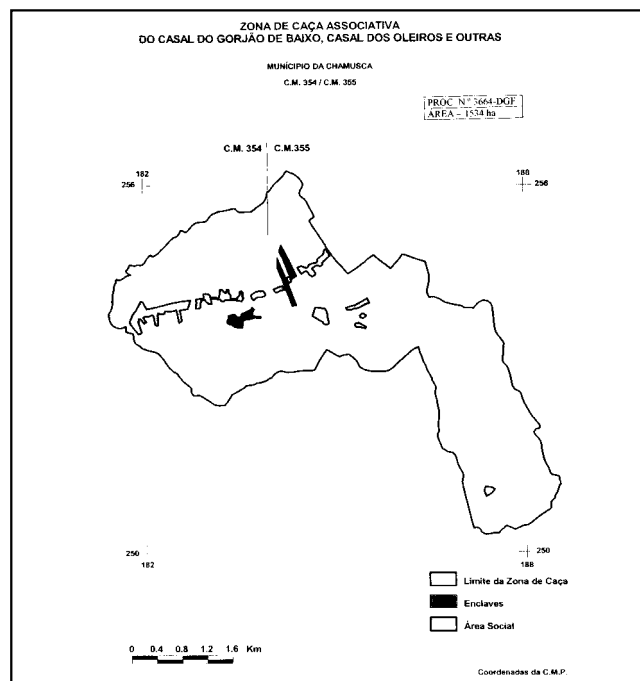 ZONA DE CAÇA ASSOCIATIVA
DO CASAL DO GORJÃO DE BAIXO, CASAL DOS OLEIROS E OUTRAS
MUNICÍPIO DA CHAMUSCA
C.M. 354 / C.M. 355
PROC. Nº 3664-DGF
ÁREA – 1534 ha
C.M. 354 C.M.355
182
188
256
256
250
250
182
188
Limite da Zona de Caça
Enclaves
Área Social
0 0.4 0.8 1.2 1.6 Km
Coordenadas da C.M.P.